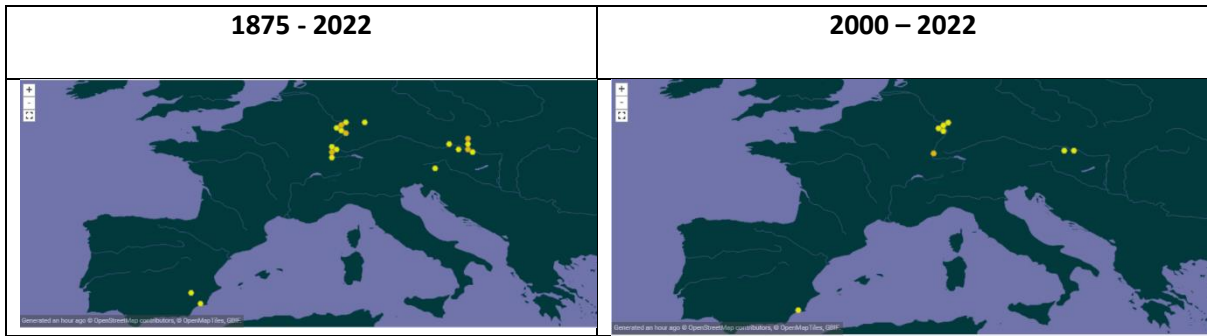 1875 - 2022
2000 – 2022
+
-
Generated an hour ago © OpenStreetMap contributors, © OpenMapTiles, GBIF.
+
-
Generated an hour ago © OpenStreetMap contributors, © OpenMapTiles, GBIF.